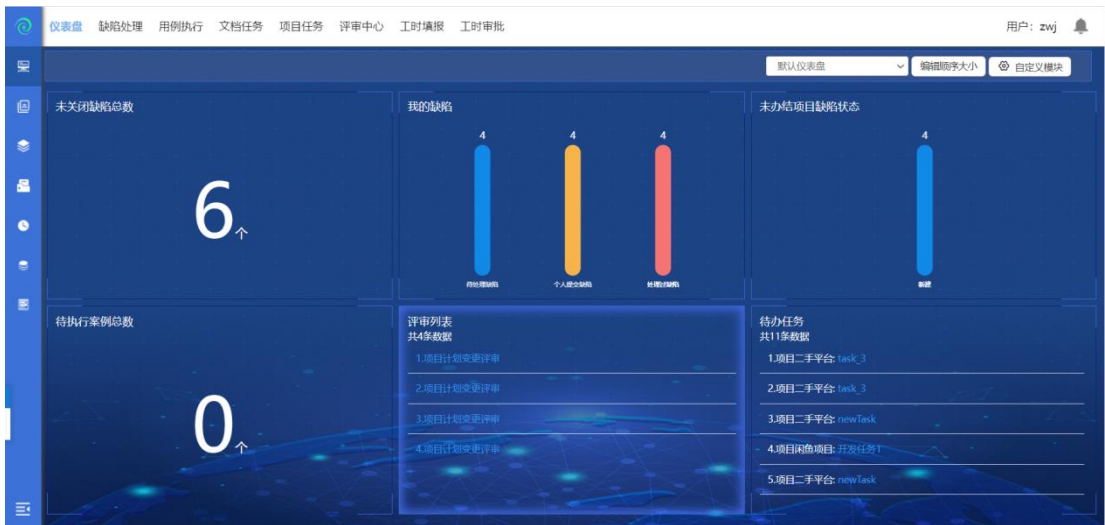 仪表盘 缺陷处理 用例执行 文档任务 项目任务 评审中心 工时填报 工时审批 用户: zwj
默认仪表盘 编辑顺序大小 自定义模块
未关闭缺陷总数
6个
我的缺陷
4 4 4
待处理缺陷 个人提交缺陷 处理过缺陷
未办结项目缺陷状态
4
新建
待执行案例总数
0个
评审列表
共4条数据
1.项目计划变更评审
2.项目计划变更评审
3.项目计划变更评审
4.项目计划变更评审
待办任务
共11条数据
1.项目二手平台: task_3
2.项目二手平台: task_3
3.项目二手平台: newTask
4.项目闲鱼项目: 开发任务1
5.项目二手平台: newTask